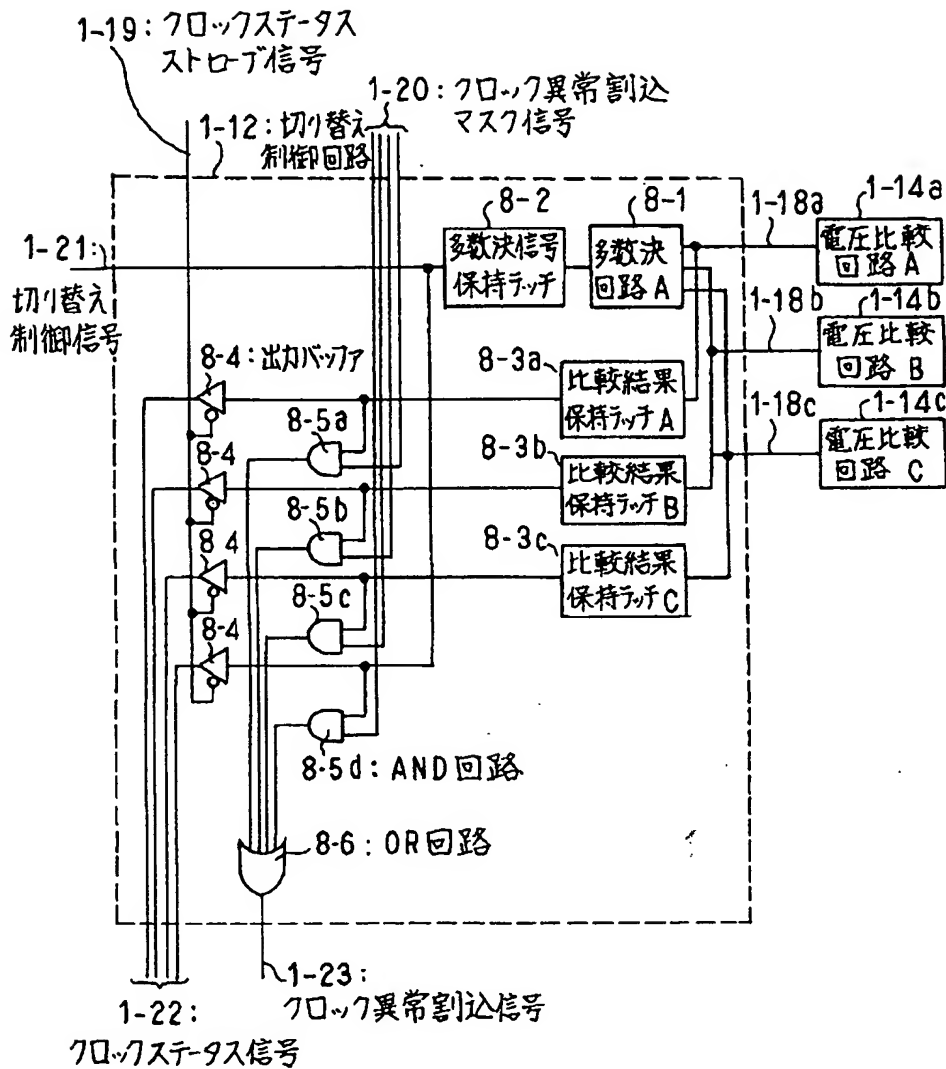 1-19: クロックステータス
ストローブ信号
1-20: クロック異常割込
マスク信号
1-12: 切り替え
制御回路
8-2
8-1
1-18a
1-14a
1-21:
多数決信号
保持ラッチ
多数決
回路A
電圧比較
回路A
切り替え
制御信号
1-18b
1-14b
電圧比較
回路B
8-4: 出力バッファ
8-3a
比較結果
保持ラッチA
1-18c
1-14c
電圧比較
回路C
8-5a
8-4
8-3b
比較結果
保持ラッチB
8-5b
8-4
8-3c
比較結果
保持ラッチC
8-5c
8-4
8-5d: AND回路
8-6: OR回路
1-23:
クロック異常割込信号
1-22:
クロックステータス信号